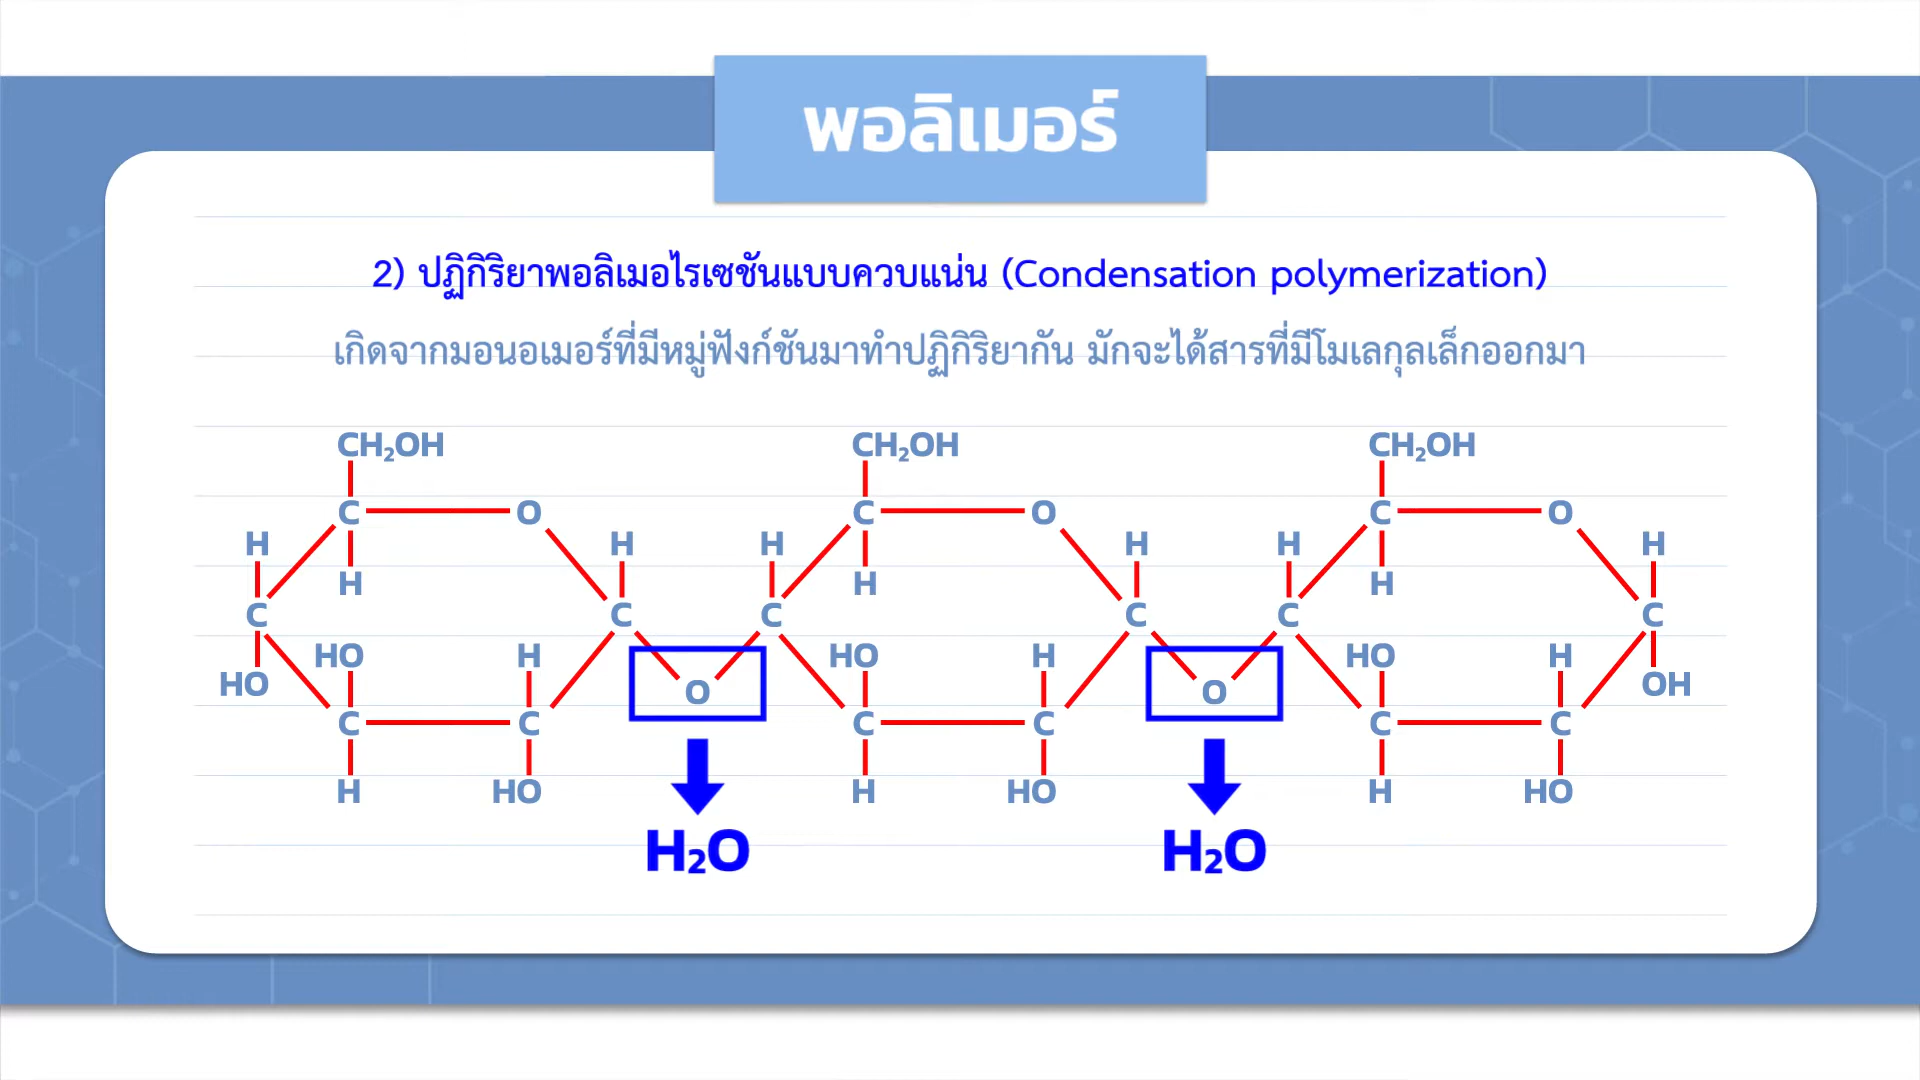 พอลิเมอร์
2) ปฏิกิริยาพอลิเมอไรเซชันแบบควบแน่น (Condensation polymerization)
เกิดจากมอนอเมอร์ที่มีหมู่ฟังก์ชันมาทำปฏิกิริยากัน มักจะได้สารที่มีโมเลกุลเล็กออกมา
CH₂OH CH₂OH CH₂OH
C O C O C O
H H H H H H
H H H
C C C C C C
HO H HO H HO H
HO O O OH
C C C C C C
H HO H HO H HO
H₂O H₂O